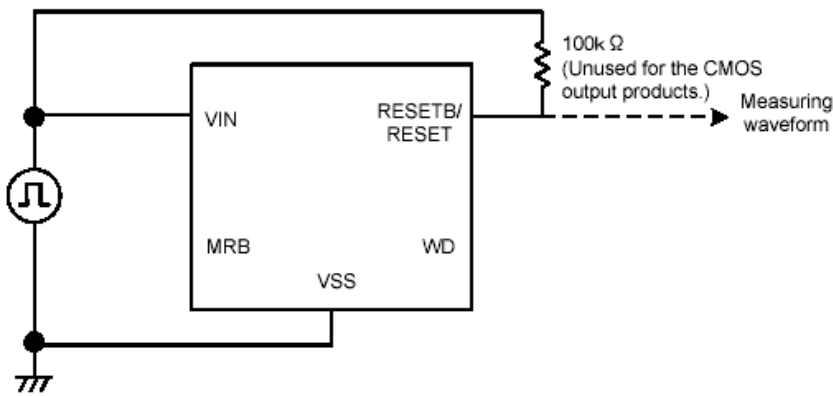 100k Ω
(Unused for the CMOS
output products.)
Measuring
waveform
VIN
RESETB/
RESET
MRB
WD
VSS